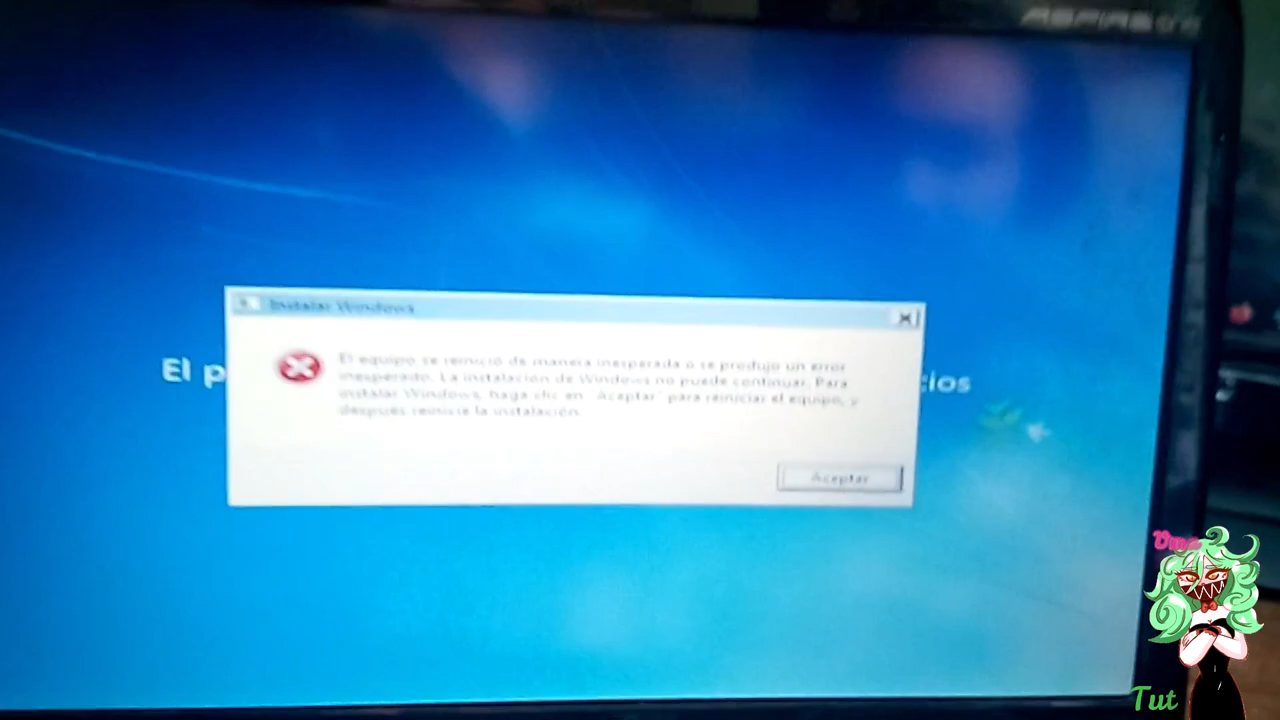 ASPIRE
Instalar Windows
El p
cios
El equipo se reinició de manera inesperada o se produjo un error
inesperado. La instalación de Windows no puede continuar. Para
instalar Windows, haga clic en "Aceptar" para reiniciar el equipo, y
después reinicie la instalación.
Aceptar
Tut